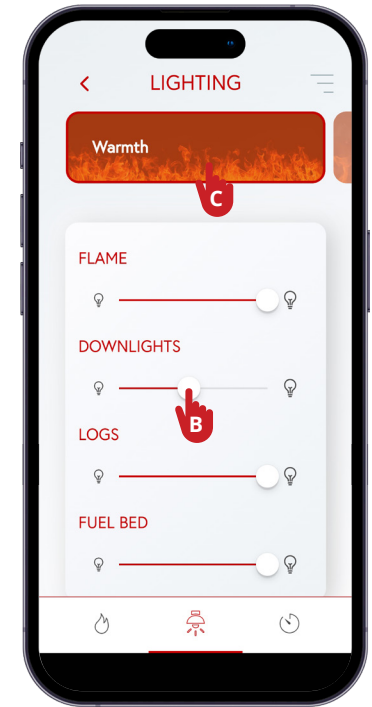 LIGHTING
Warmth
C
FLAME
DOWNLIGHTS
B
LOGS
FUEL BED